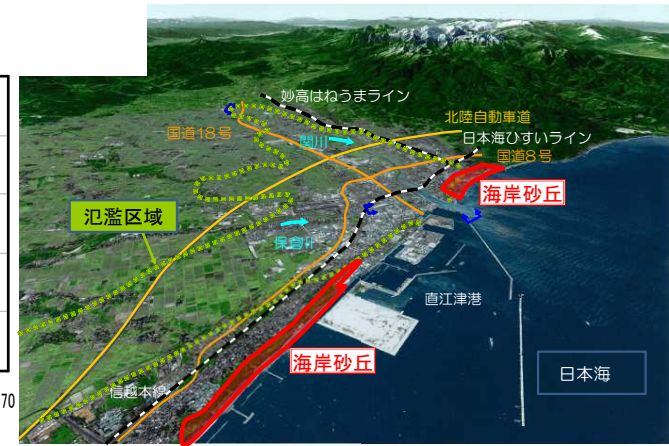 妙高はねうまライン
北陸自動車道
国道18号
関川
日本海ひすいライン
国道8号
海岸砂丘
氾濫区域
保倉川
直江津港
海岸砂丘
日本海
信越本線
70